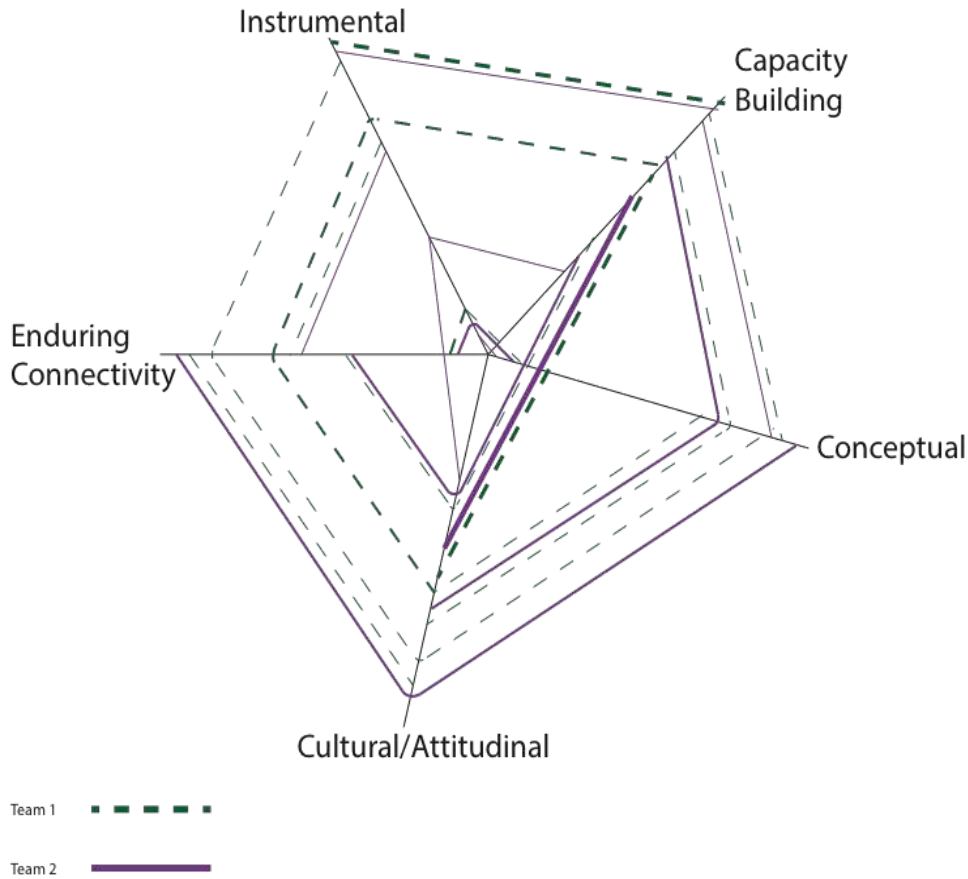 Instrumental
Capacity
Building
Enduring
Connectivity
Conceptual
Cultural/Attitudinal
Team 1
Team 2